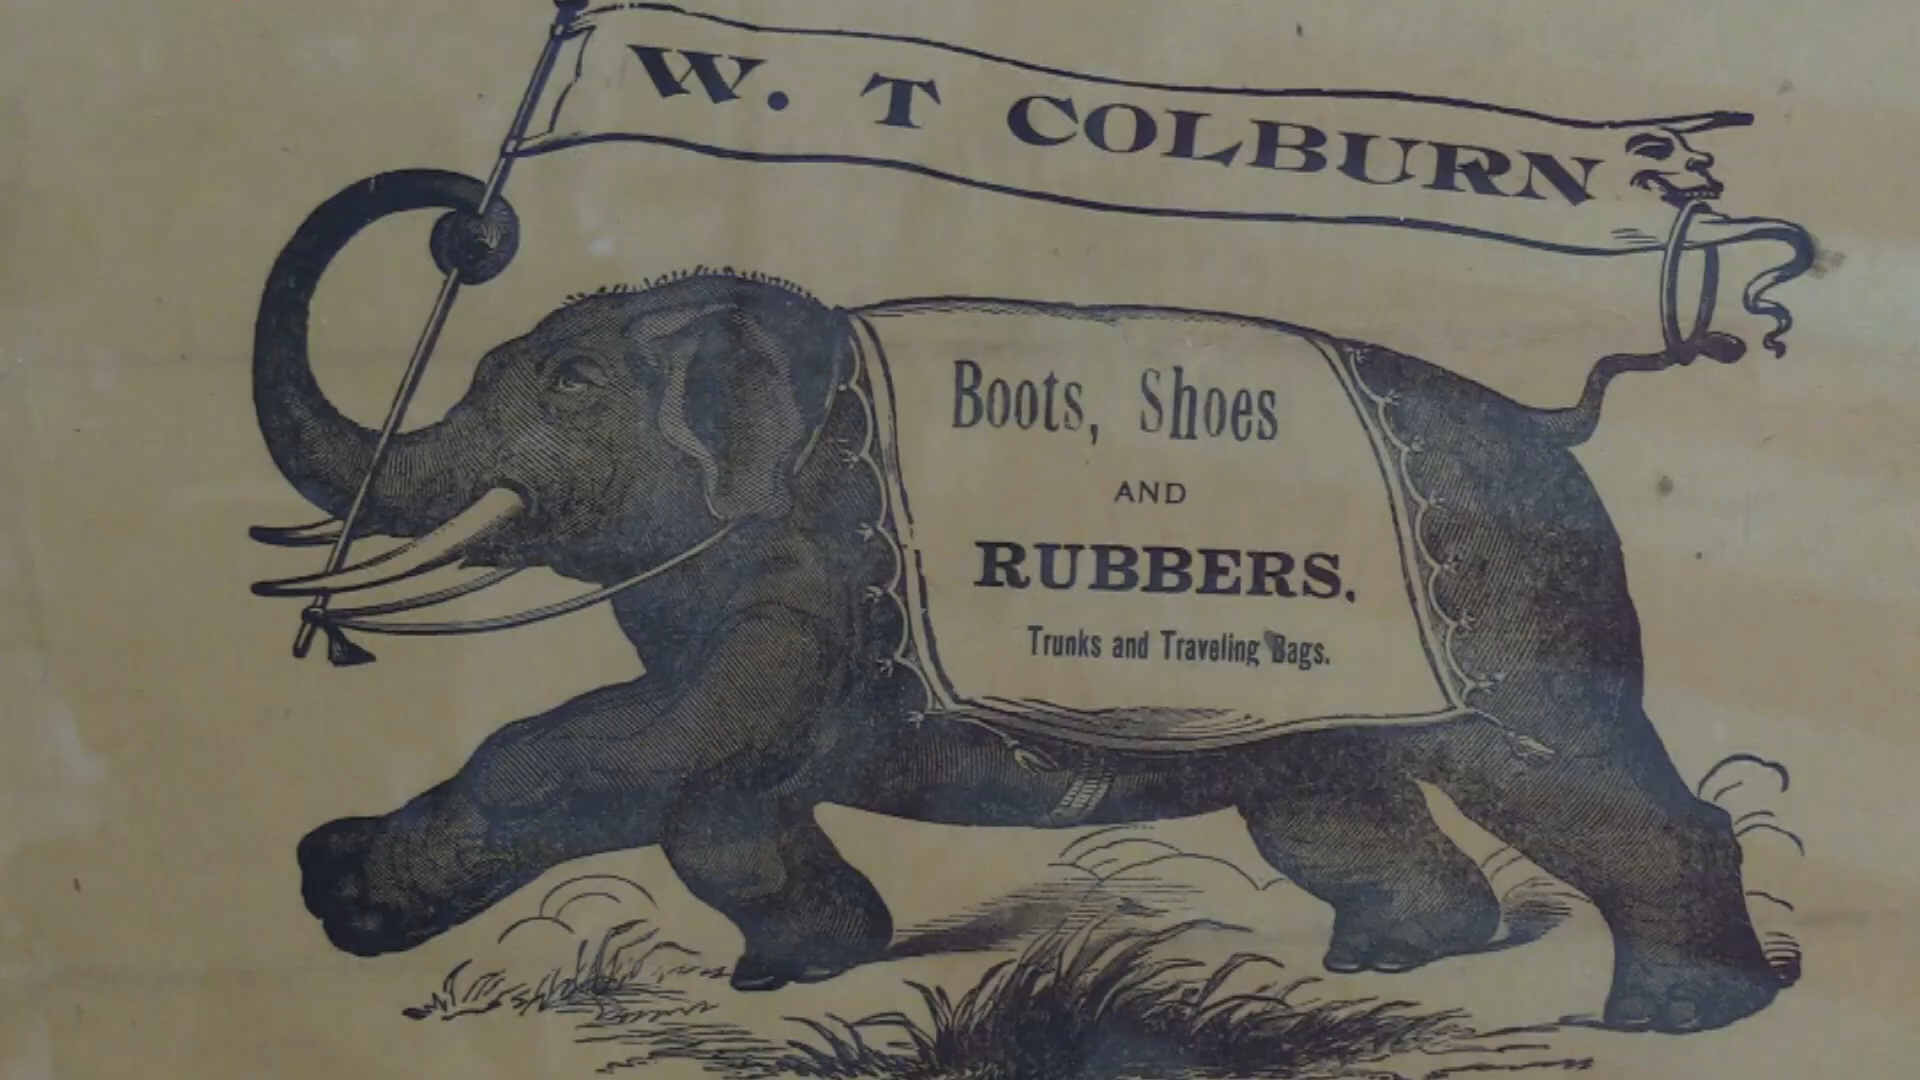 W. T COLBURN
Boots, Shoes
AND
RUBBERS.
Trunks and Traveling Bags.